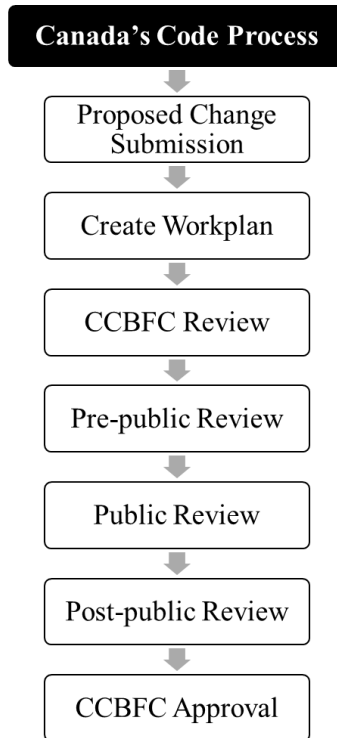 Canada’s Code Process
Proposed Change
Submission
Create Workplan
CCBFC Review
Pre-public Review
Public Review
Post-public Review
CCBFC Approval